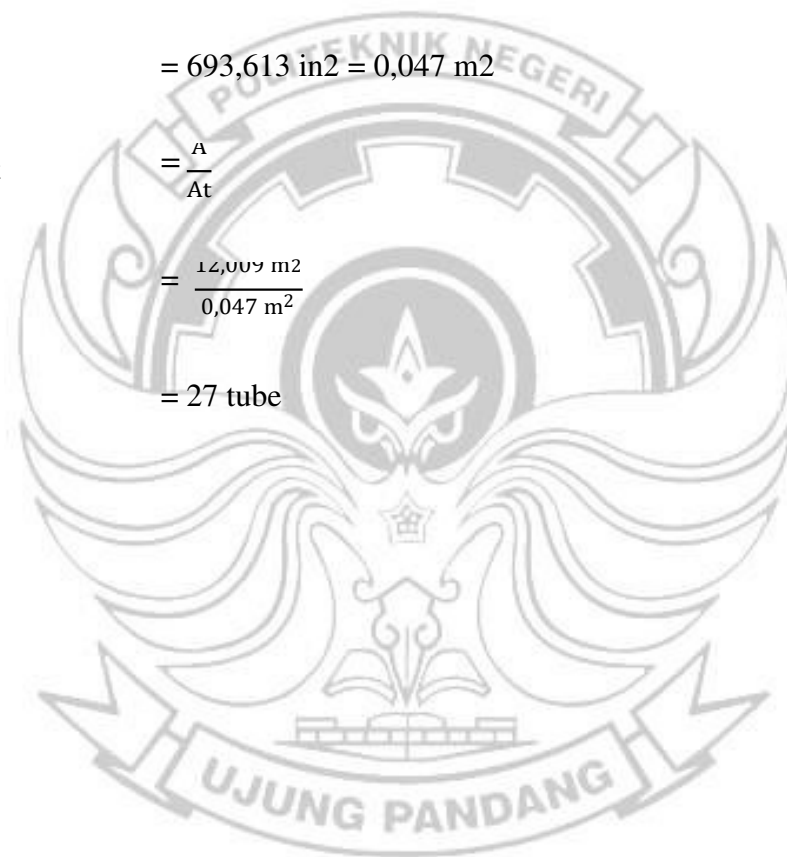 POLITEKNIK NEGERI
= 693,613 in2 = 0,047 m2
= A / At
= 12,009 m2 / 0,047 m²
= 27 tube
UJUNG PANDANG